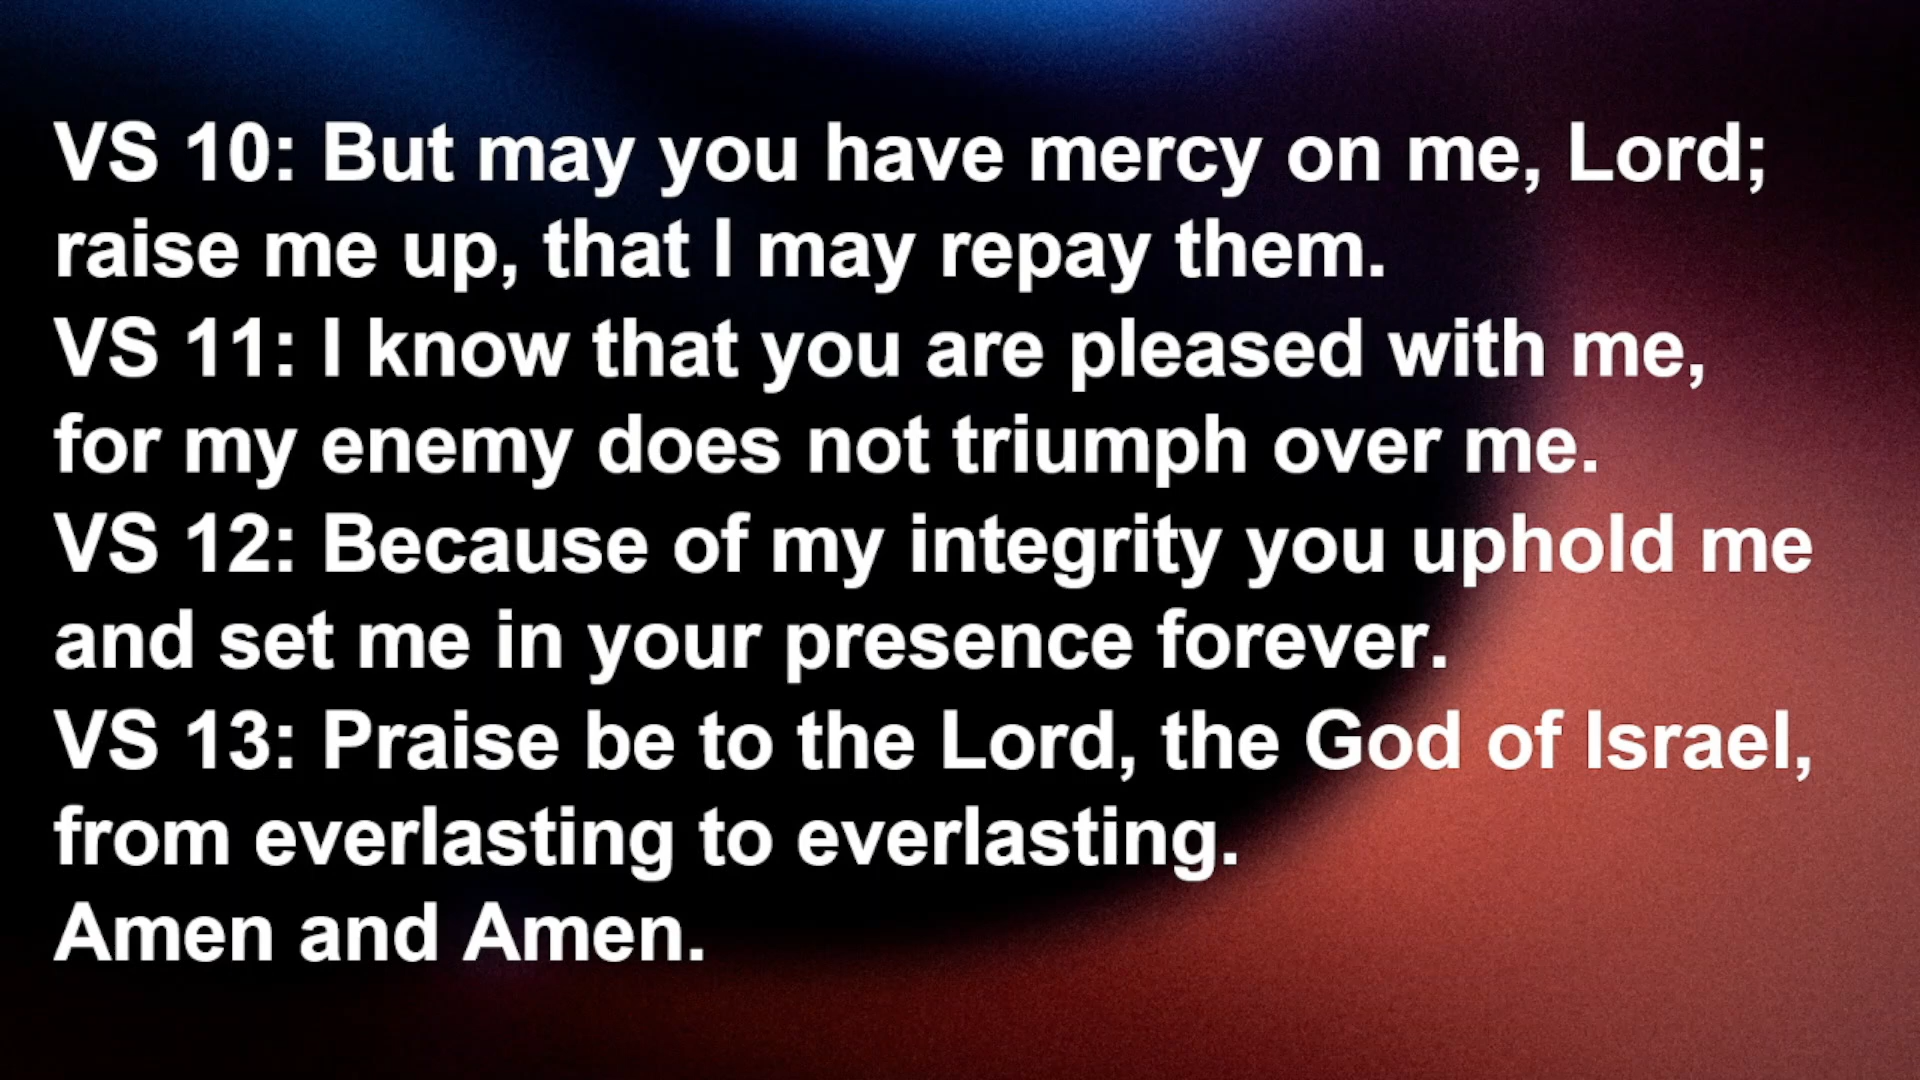 VS 10: But may you have mercy on me, Lord;
raise me up, that I may repay them.
VS 11: I know that you are pleased with me,
for my enemy does not triumph over me.
VS 12: Because of my integrity you uphold me
and set me in your presence forever.
VS 13: Praise be to the Lord, the God of Israel,
from everlasting to everlasting.
Amen and Amen.